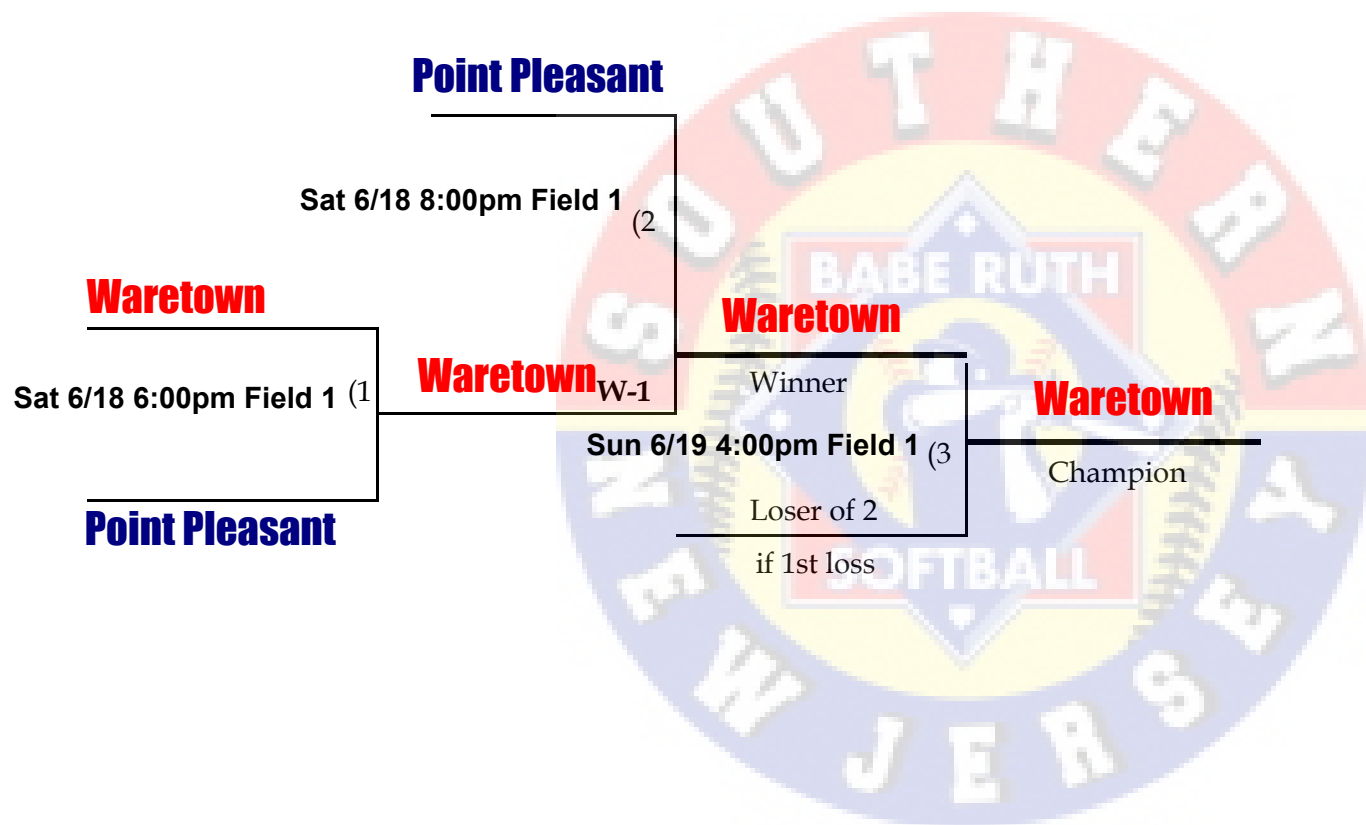 Point Pleasant
Sat 6/18 8:00pm Field 1 (2
Waretown
Sat 6/18 6:00pm Field 1 (1
Point Pleasant
Waretown W-1
Waretown
Winner
Sun 6/19 4:00pm Field 1 (3
Loser of 2
if 1st loss
Waretown
Champion
SOUTHERN
BABE RUTH
SOFTBALL
NEW JERSEY